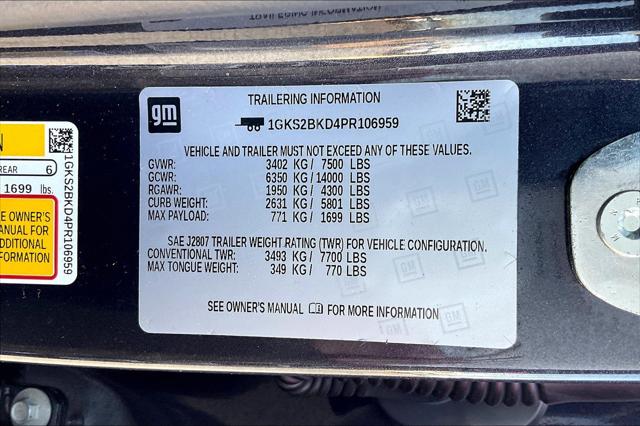 TRAILERING INFORMATION
gm
1GKS2BKD4PR106959
VEHICLE AND TRAILER MUST NOT EXCEED ANY OF THESE VALUES.
GVWR: 3402 KG/ 7500 LBS
GCWR: 6350 KG/ 14000 LBS
RGAWR: 1950 KG/ 4300 LBS
CURB WEIGHT: 2631 KG/ 5801 LBS
MAX PAYLOAD: 771 KG/ 1699 LBS
SAE J2807 TRAILER WEIGHT RATING (TWR) FOR VEHICLE CONFIGURATION.
CONVENTIONAL TWR: 3493 KG/ 7700 LBS
MAX TONGUE WEIGHT: 349 KG/ 770 LBS
SEE OWNER'S MANUAL FOR MORE INFORMATION
REAR 6
1699 lbs.
SEE OWNER'S
MANUAL FOR
ADDITIONAL
INFORMATION
1GKS2BKD4PR106959